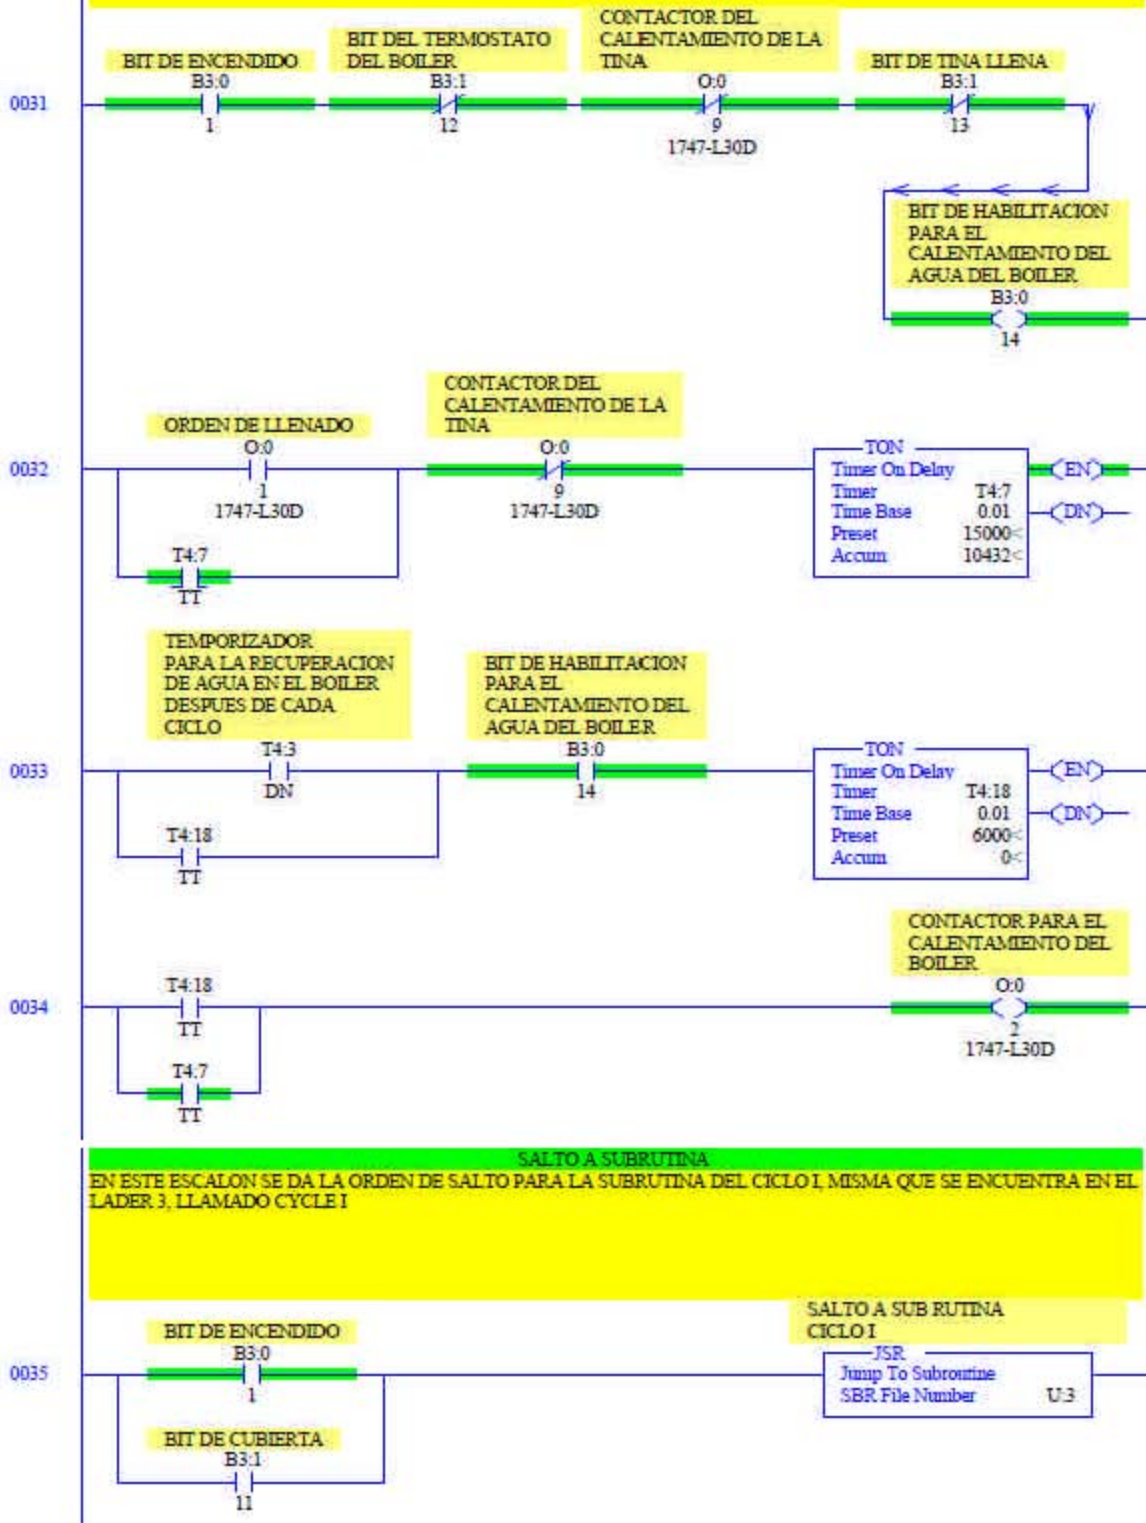 CONTACTOR DEL
BIT DEL TERMOSTATO CALENTAMIENTO DE LA
BIT DE ENCENDIDO DEL BOILER TINA BIT DE TINA LLENA
B3:0 B3:1 O:0 B3:1
0031
1 12 9 13
1747-L30D
BIT DE HABILITACION
PARA EL
CALENTAMIENTO DEL
AGUA DEL BOILER
B3:0
14
CONTACTOR DEL
CALENTAMIENTO DE LA
ORDEN DE LLENADO TINA
O:0 O:0 TON
0032 Timer On Delay EN
1 9 Timer T4:7
1747-L30D 1747-L30D Time Base 0.01 DN
Preset 15000<
T4:7 Accum 10432<
TT
TEMPORIZADOR
PARA LA RECUPERACION BIT DE HABILITACION
DE AGUA EN EL BOILER PARA EL
DESPUES DE CADA CALENTAMIENTO DEL
CICLO AGUA DEL BOILER
T4:3 B3:0 TON
0033 Timer On Delay EN
DN 14 Timer T4:18
Time Base 0.01 DN
T4:18 Preset 6000<
TT Accum 0<
CONTACTOR PARA EL
CALENTAMIENTO DEL
BOILER
T4:18 O:0
0034
TT 2
1747-L30D
T4:7
TT
SALTO A SUBRUTINA
EN ESTE ESCALON SE DA LA ORDEN DE SALTO PARA LA SUBRUTINA DEL CICLO I, MISMA QUE SE ENCUENTRA EN EL
LADER 3, LLAMADO CYCLE I
SALTO A SUB RUTINA
BIT DE ENCENDIDO CICLO I
B3:0 JSR
0035 Jump To Subroutine
1 SBR File Number U:3
BIT DE CUBIERTA
B3:1
11